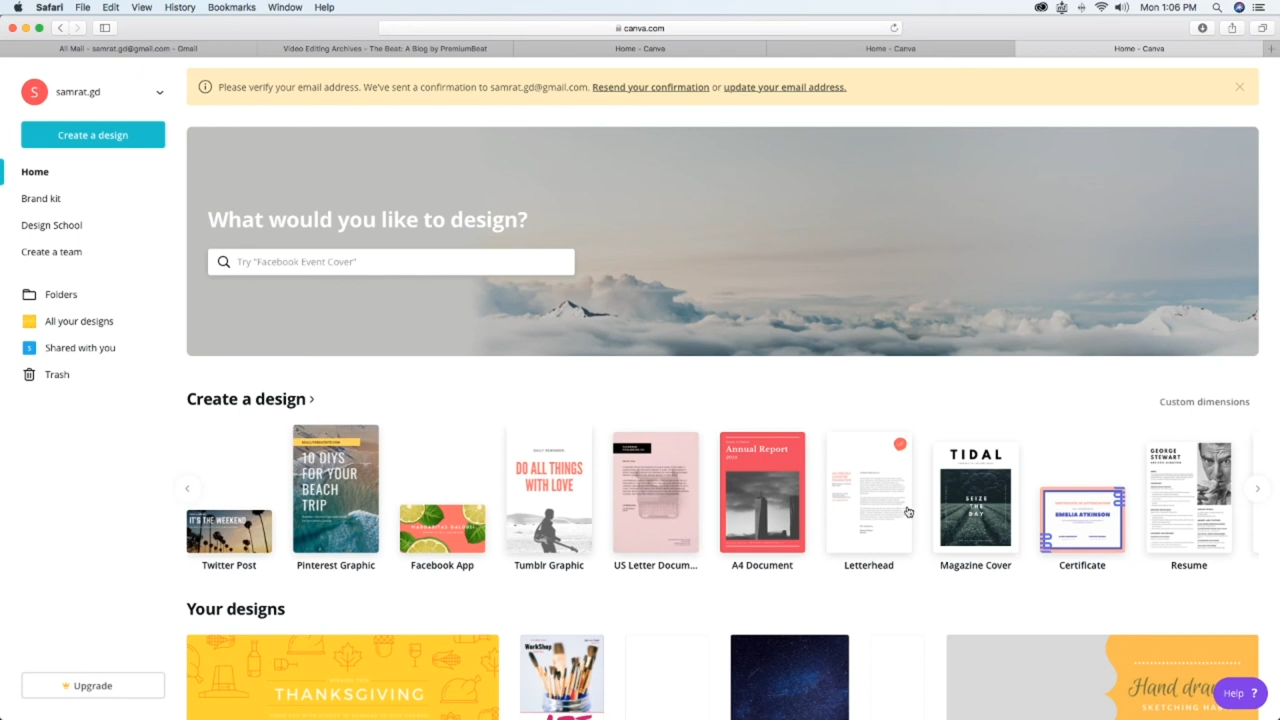 Safari File Edit View History Bookmarks Window Help Mon 1:06 PM
canva.com
All Mail - samrat.gd@gmail.com - Gmail
Video Editing Archives - The Beat: A Blog by PremiumBeat
Home - Canva
Home - Canva
Home - Canva
S samrat.gd
Create a design
Home
Brand kit
Design School
Create a team
Folders
All your designs
S Shared with you
Trash
Upgrade
Please verify your email address. We've sent a confirmation to samrat.gd@gmail.com. Resend your confirmation or update your email address.
What would you like to design?
Try "Facebook Event Cover"
Create a design ›
Custom dimensions
IT'S THE WEEKEND
10 DIYS
FOR YOUR
BEACH
TRIP
MARGARITAS GALORE!
DO ALL THINGS
WITH LOVE
Annual Report
TIDAL
SEIZE
THE
DAY
EMELIA ATKINSON
GEORGE
STEWART
Twitter Post
Pinterest Graphic
Facebook App
Tumblr Graphic
US Letter Docum...
A4 Document
Letterhead
Magazine Cover
Certificate
Resume
Your designs
THANKSGIVING
WorkShop
Hand dra
SKETCHING
Help ?